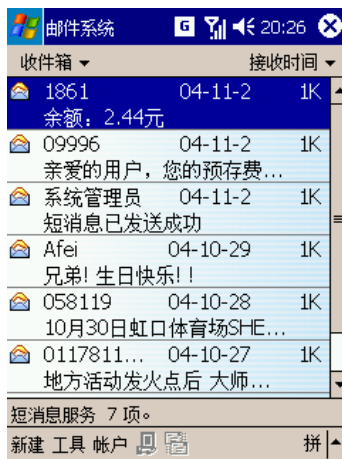 邮件系统 G 20:26
收件箱 接收时间
1861 04-11-2 1K
余额：2.44元
09996 04-11-2 1K
亲爱的用户，您的预存费...
系统管理员 04-11-2 1K
短消息已发送成功
Afei 04-10-29 1K
兄弟! 生日快乐! !
058119 04-10-28 1K
10月30日虹口体育场SHE...
0117811... 04-10-27 1K
地方活动发火点后 大师...
短消息服务 7 项。
新建 工具 帐户 拼